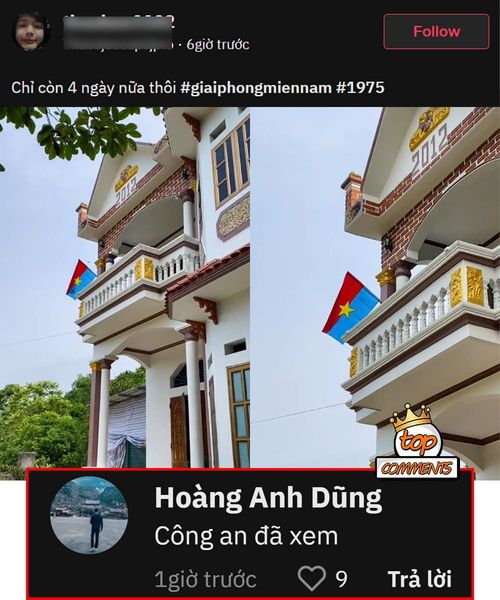 · 6giờ trước
Follow
Chỉ còn 4 ngày nữa thôi #giaiphongmiennam #1975
2012
2012
top
COMMENTS
Hoàng Anh Dũng
Công an đã xem
1giờ trước
9
Trả lời